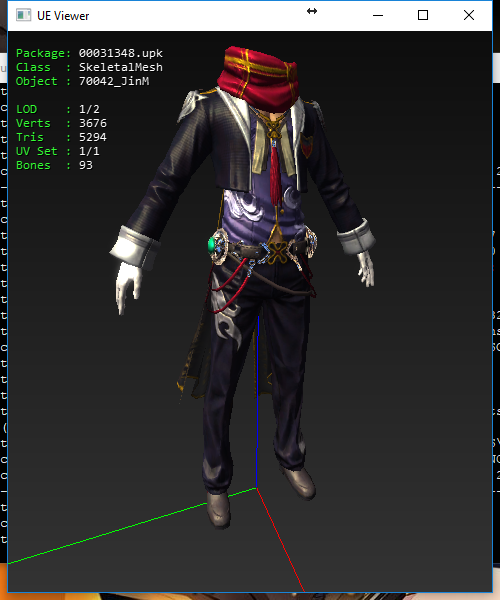 UE Viewer
Package: 00031348.upk
Class : SkeletalMesh
Object : 70042_JinM
LOD : 1/2
Verts : 3676
Tris : 5294
UV Set : 1/1
Bones : 93